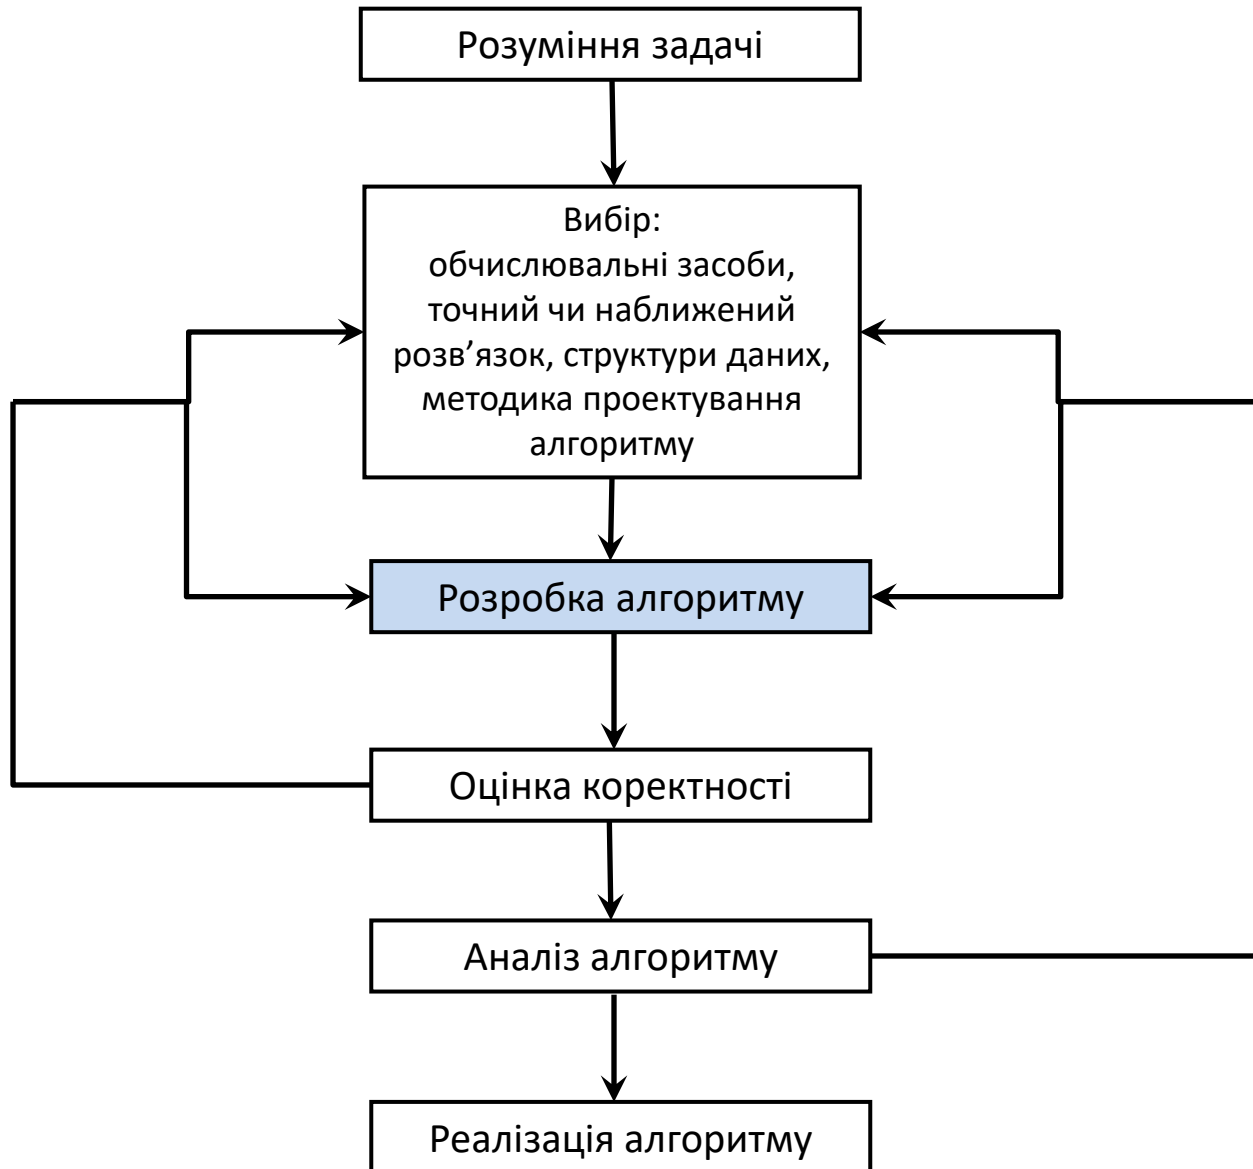 Розуміння задачі
Вибір:
обчислювальні засоби,
точний чи наближений
розв’язок, структури даних,
методика проектування
алгоритму
Розробка алгоритму
Оцінка коректності
Аналіз алгоритму
Реалізація алгоритму